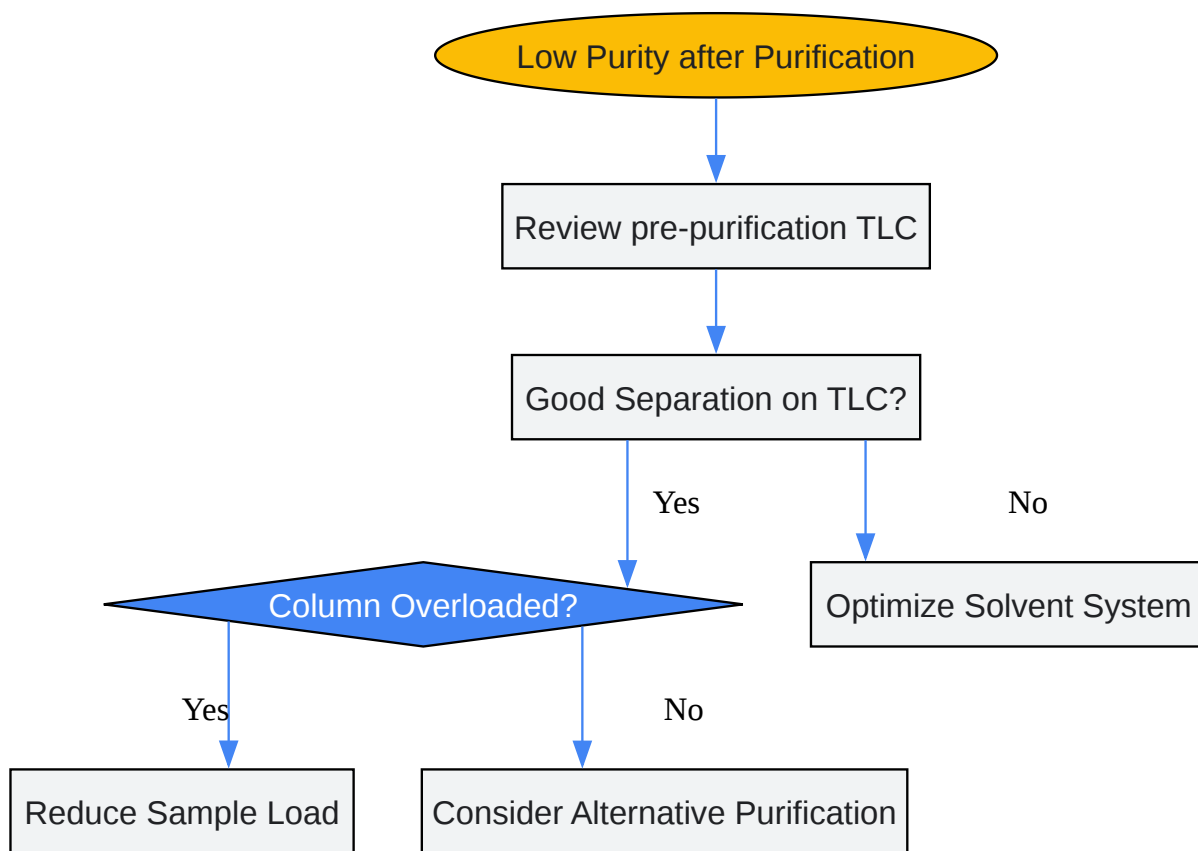 Low Purity after Purification
Review pre-purification TLC
Good Separation on TLC?
Yes
No
Column Overloaded?
Optimize Solvent System
Yes
No
Reduce Sample Load
Consider Alternative Purification